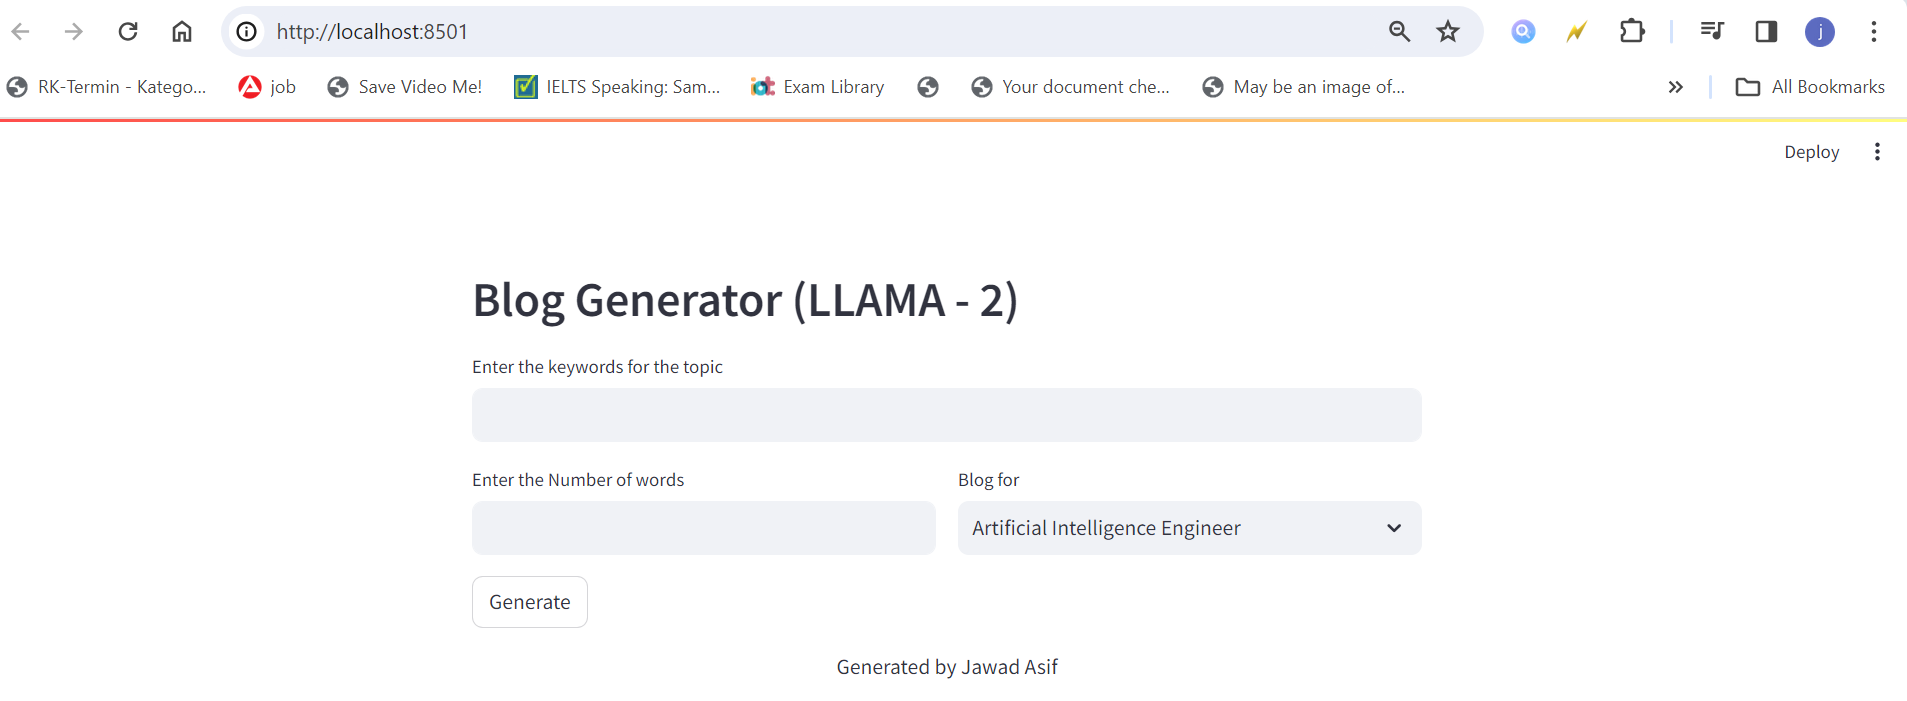 http://localhost:8501
j
RK-Termin - Katego...
job
Save Video Me!
IELTS Speaking: Sam...
iot Exam Library
Your document che...
May be an image of...
All Bookmarks
Deploy
Blog Generator (LLAMA - 2)
Enter the keywords for the topic
Enter the Number of words
Blog for
Artificial Intelligence Engineer
Generate
Generated by Jawad Asif